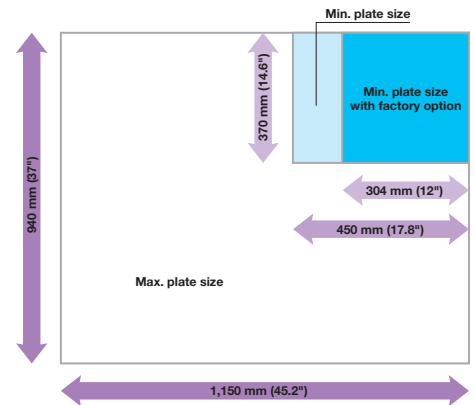 Min. plate size
Min. plate size
with factory option
370 mm (14.6")
940 mm (37")
304 mm (12")
450 mm (17.8")
Max. plate size
1,150 mm (45.2")